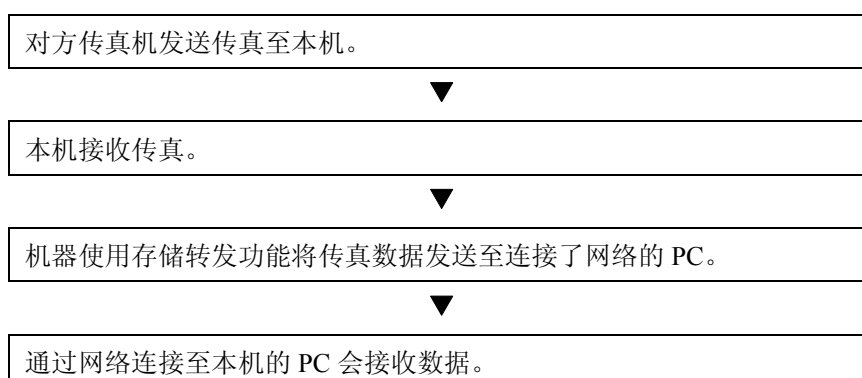 对方传真机发送传真至本机。
本机接收传真。
机器使用存储转发功能将传真数据发送至连接了网络的 PC。
通过网络连接至本机的 PC 会接收数据。